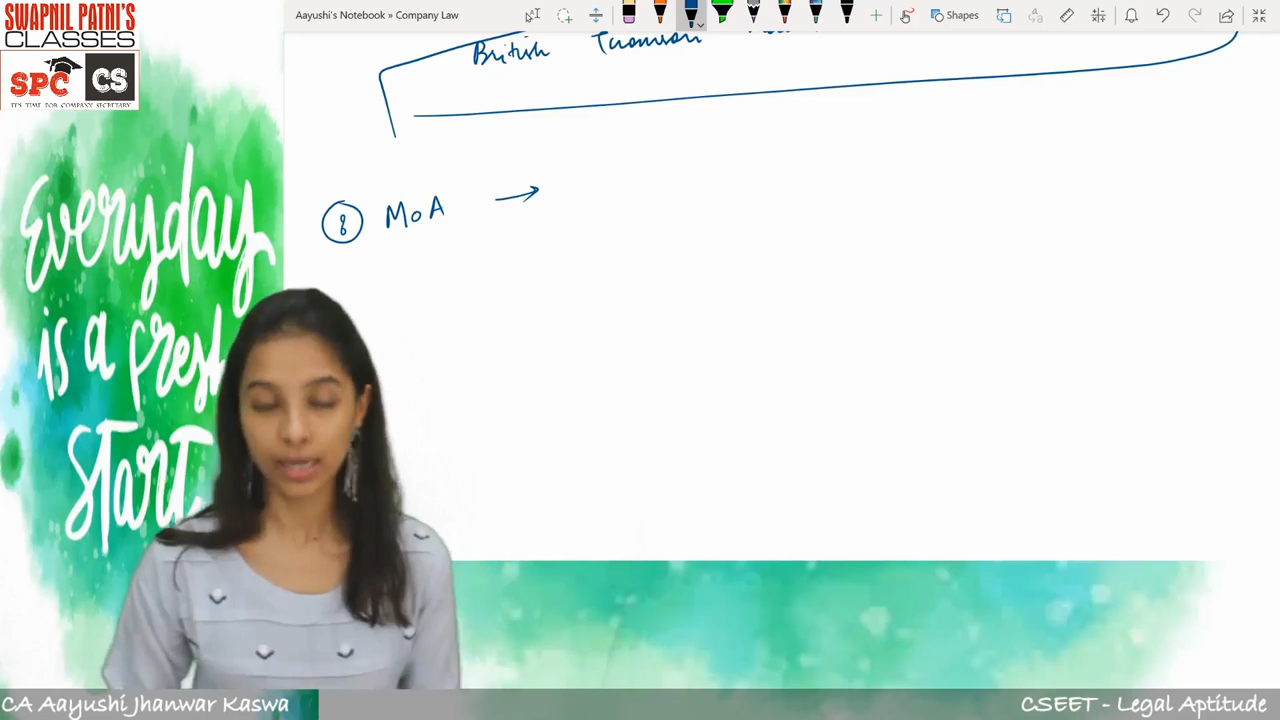 SWAPNIL PATNI'S
CLASSES
SPC CS
IT'S TIME FOR COMPANY SECRETARY
Aayushi's Notebook » Company Law
Shapes
British
8 MoA →
Everyday
is a fresh
Start
CA Aayushi Jhanwar Kaswa
CSEET - Legal Aptitude